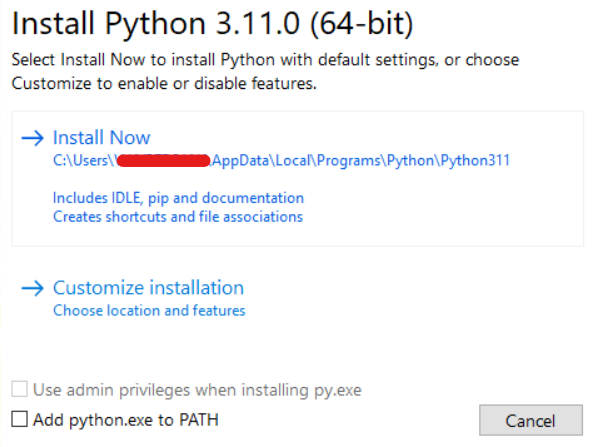 Install Python 3.11.0 (64-bit)
Select Install Now to install Python with default settings, or choose
Customize to enable or disable features.
Install Now
C:\Users\ AppData\Local\Programs\Python\Python311
Includes IDLE, pip and documentation
Creates shortcuts and file associations
Customize installation
Choose location and features
Use admin privileges when installing py.exe
Add python.exe to PATH
Cancel